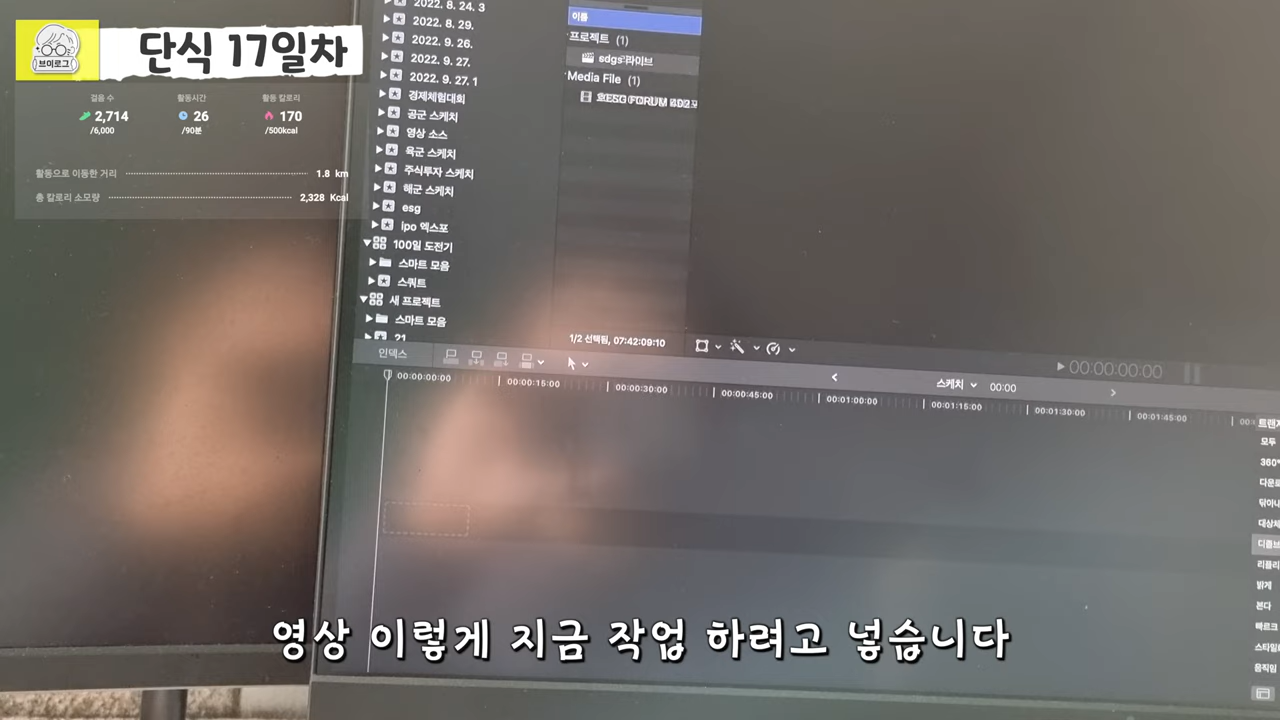 브이로그
단식 17일차
걸음 수
활동시간
활동 칼로리
2,714
26
170
/6,000
/90분
/500kcal
활동으로 이동한 거리 1.8 km
총 칼로리 소모량 2,328 Kcal
2022. 8. 24. 3
2022. 8. 29.
2022. 9. 26.
2022. 9. 27.
2022. 9. 27. 1
경제체험대회
공군 스케치
영상 소스
육군 스케치
주식투자 스케치
해군 스케치
esg
ipo 엑스포
100일 도전기
스마트 모음
스쿼트
새 프로젝트
스마트 모음
21
이름
프로젝트 (1)
sdgs 라이브
Media File (1)
1/2 선택됨, 07:42:09:10
인덱스
스케치 00:00
00:00:00:00
00:00:00:00
00:00:15:00
00:00:30:00
00:00:45:00
00:01:00:00
00:01:15:00
00:01:30:00
00:01:45:00
모두
360°
밝게
본다
영상 이렇게 지금 작업 하려고 넣습니다